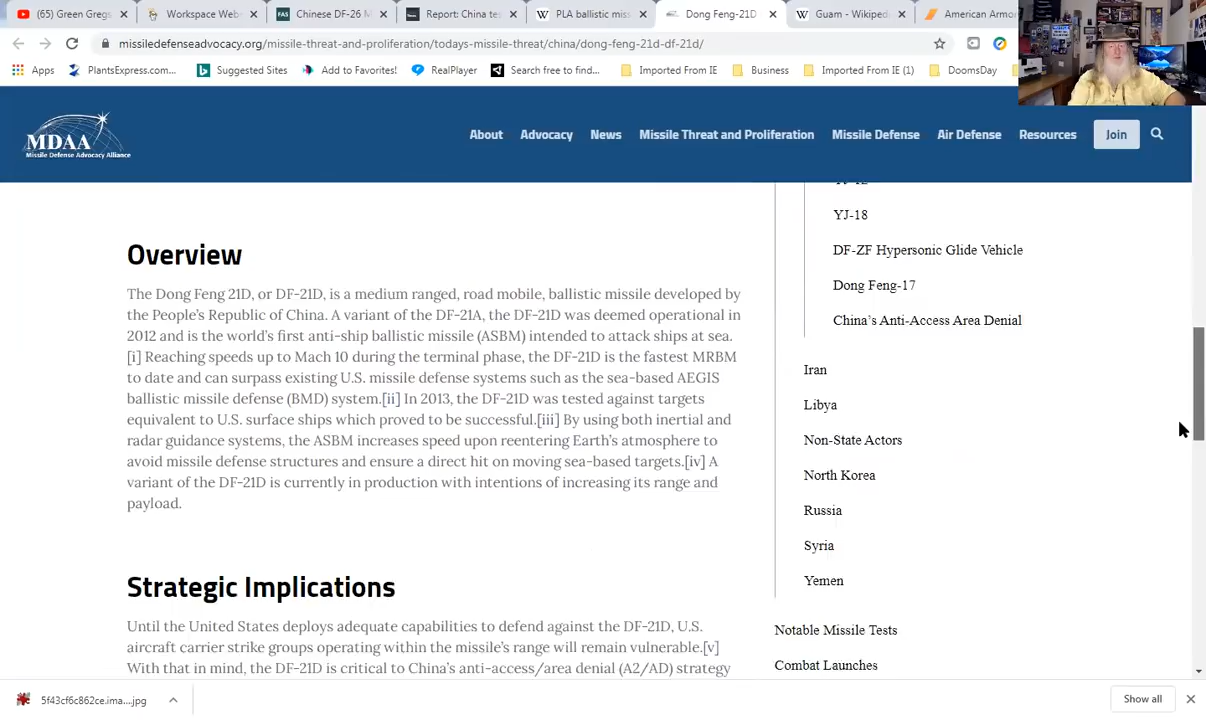 (65) Green Gregs
Workspace Web
Chinese DF-26 M
Report: China tes
PLA ballistic miss
Dong Feng-21D
Guam - Wikiped
American Armo
missiledefenseadvocacy.org/missile-threat-and-proliferation/todays-missile-threat/china/dong-feng-21d-df-21d/
Apps
PlantsExpress.com...
Suggested Sites
Add to Favorites!
RealPlayer
Search free to find...
Imported From IE
Business
Imported From IE (1)
DoomsDay
MDAA
Missile Defense Advocacy Alliance
About
Advocacy
News
Missile Threat and Proliferation
Missile Defense
Air Defense
Resources
Join
YJ-18
DF-ZF Hypersonic Glide Vehicle
Dong Feng-17
China's Anti-Access Area Denial
Iran
Libya
Non-State Actors
North Korea
Russia
Syria
Yemen
Notable Missile Tests
Combat Launches
Overview
The Dong Feng 21D, or DF-21D, is a medium ranged, road mobile, ballistic missile developed by
the People's Republic of China. A variant of the DF-21A, the DF-21D was deemed operational in
2012 and is the world's first anti-ship ballistic missile (ASBM) intended to attack ships at sea.
[i] Reaching speeds up to Mach 10 during the terminal phase, the DF-21D is the fastest MRBM
to date and can surpass existing U.S. missile defense systems such as the sea-based AEGIS
ballistic missile defense (BMD) system.[ii] In 2013, the DF-21D was tested against targets
equivalent to U.S. surface ships which proved to be successful.[iii] By using both inertial and
radar guidance systems, the ASBM increases speed upon reentering Earth's atmosphere to
avoid missile defense structures and ensure a direct hit on moving sea-based targets.[iv] A
variant of the DF-21D is currently in production with intentions of increasing its range and
payload.
Strategic Implications
Until the United States deploys adequate capabilities to defend against the DF-21D, U.S.
aircraft carrier strike groups operating within the missile's range will remain vulnerable.[v]
With that in mind, the DF-21D is critical to China's anti-access/area denial (A2/AD) strategy
5f43cf6c862ce.ima....jpg
Show all